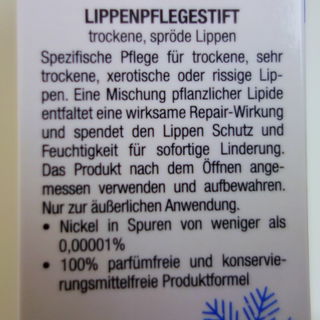 LIPPENPFLEGESTIFT
trockene, spröde Lippen
Spezifische Pflege für trockene, sehr
trockene, xerotische oder rissige Lip-
pen. Eine Mischung pflanzlicher Lipide
entfaltet eine wirksame Repair-Wirkung
und spendet den Lippen Schutz und
Feuchtigkeit für sofortige Linderung.
Das Produkt nach dem Öffnen ange-
messen verwenden und aufbewahren.
Nur zur äußerlichen Anwendung.
• Nickel in Spuren von weniger als
0,00001%
• 100% parfümfreie und konservie-
rungsmittelfreie Produktformel